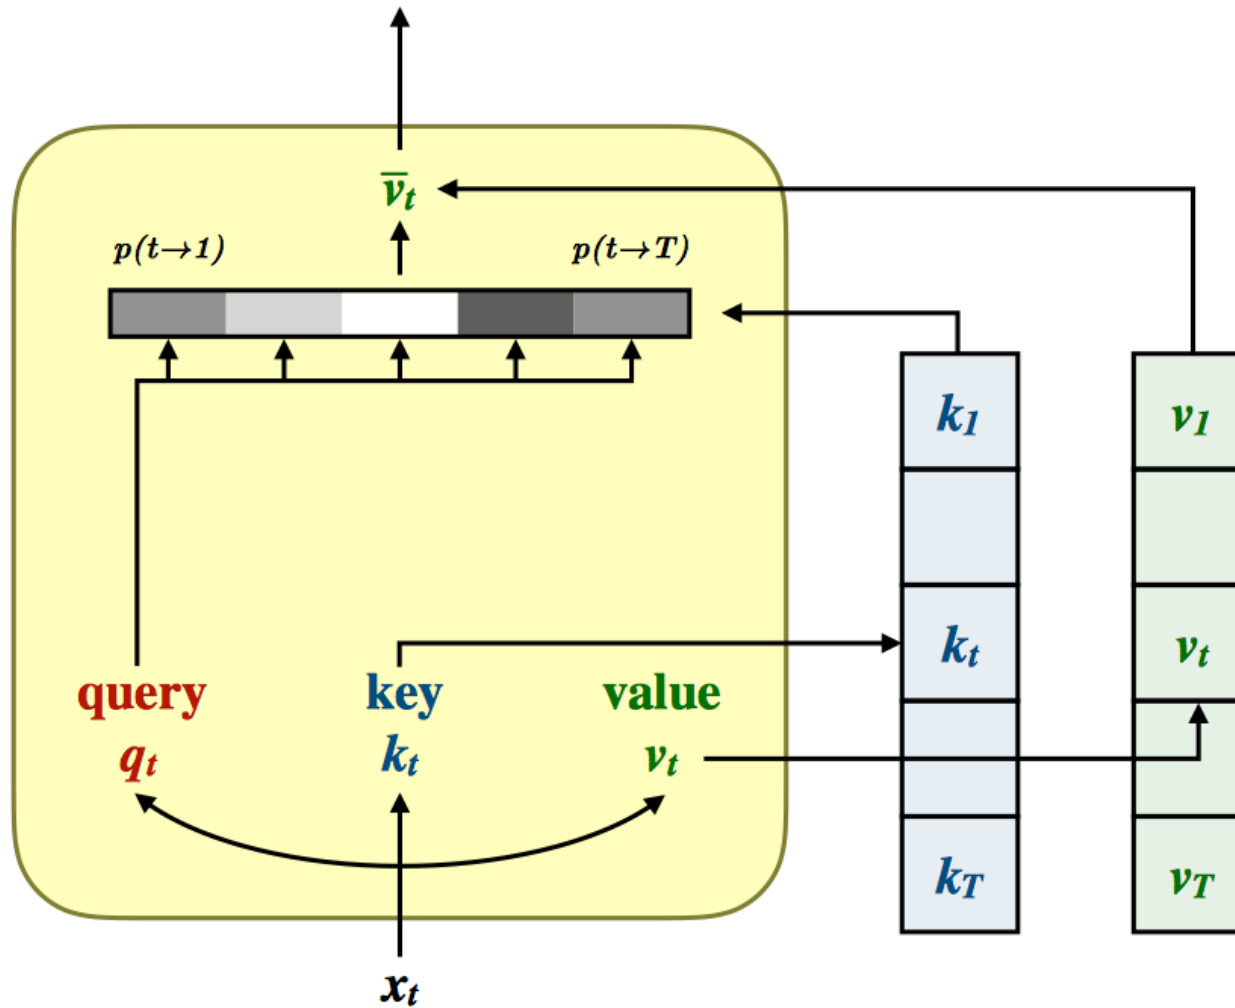 v̄t
p(t→1) p(t→T)
k1 v1
kt vt
query key value
qt kt vt
kT vT
xt